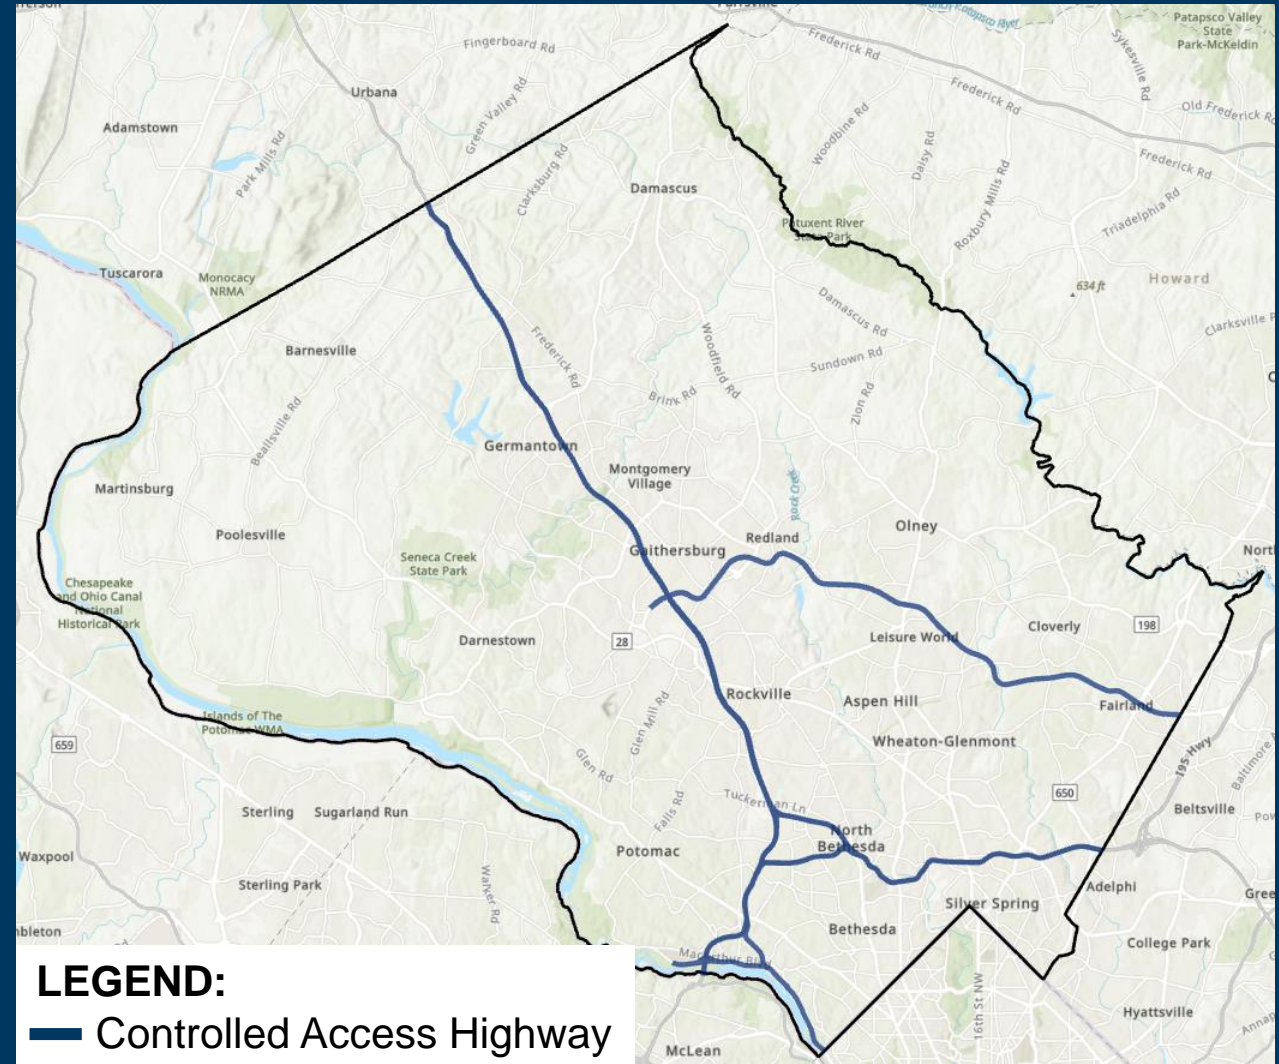 Fingerboard Rd
Frederick Rd
Patapsco Valley
State
Park-McKeldin
Sykesville Rd
Urbana
Green Valley Rd
Frederick Rd
Old Frederick Rd
Adamstown
Park Mills Rd
Woodbine Rd
Daisy Rd
Frederick Rd
Clarksburg Rd
Damascus
Roxbury Mills Rd
Triadelphia Rd
Patuxent River
State Park
Tuscarora
Monocacy
NRMA
634 ft
Howard
Damascus Rd
Clarksville
Barnesville
Frederick Rd
Woodfield Rd
Sundown Rd
Brink Rd
Zion Rd
Beallsville Rd
Germantown
Montgomery
Village
Rock Creek
Martinsburg
Poolesville
Olney
Redland
Gaithersburg
Seneca Creek
State Park
Chesapeake
and Ohio Canal
National
Historical Park
Darnestown
28
Leisure World
Cloverly
198
Rockville
Aspen Hill
Fairland
Islands of The
Potomac WMA
Glen Mill Rd
659
Wheaton-Glenmont
I95 Hwy
Glen Rd
Baltimore
650
Sterling
Sugarland Run
Falls Rd
Tuckerman Ln
Beltsville
North
Bethesda
Potomac
Waxpool
Sterling Park
Walker Rd
Adelphi
Silver Spring
Bethesda
College Park
MacArthur Blvd
16th St NW
Hyattsville
McLean
LEGEND:
Controlled Access Highway